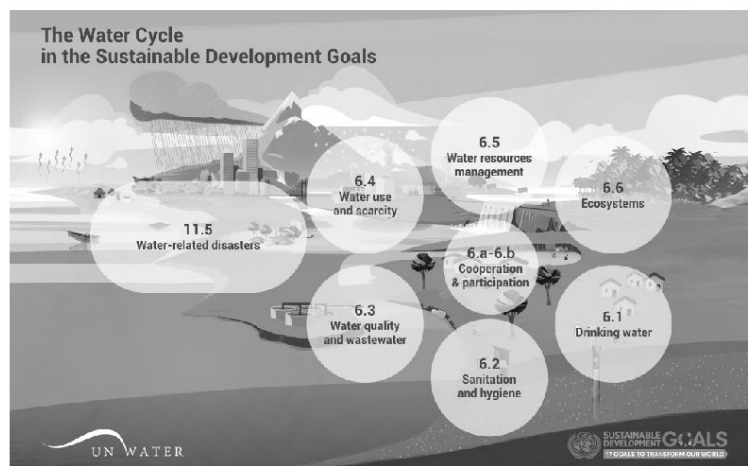 The Water Cycle
in the Sustainable Development Goals
6.5
Water resources
management
6.4
Water use
and scarcity
6.6
Ecosystems
11.5
Water-related disasters
6.a-6.b
Cooperation
& participation
6.3
Water quality
and wastewater
6.1
Drinking water
6.2
Sanitation
and hygiene
UN WATER
SUSTAINABLE
DEVELOPMENT GOALS
17 GOALS TO TRANSFORM OUR WORLD